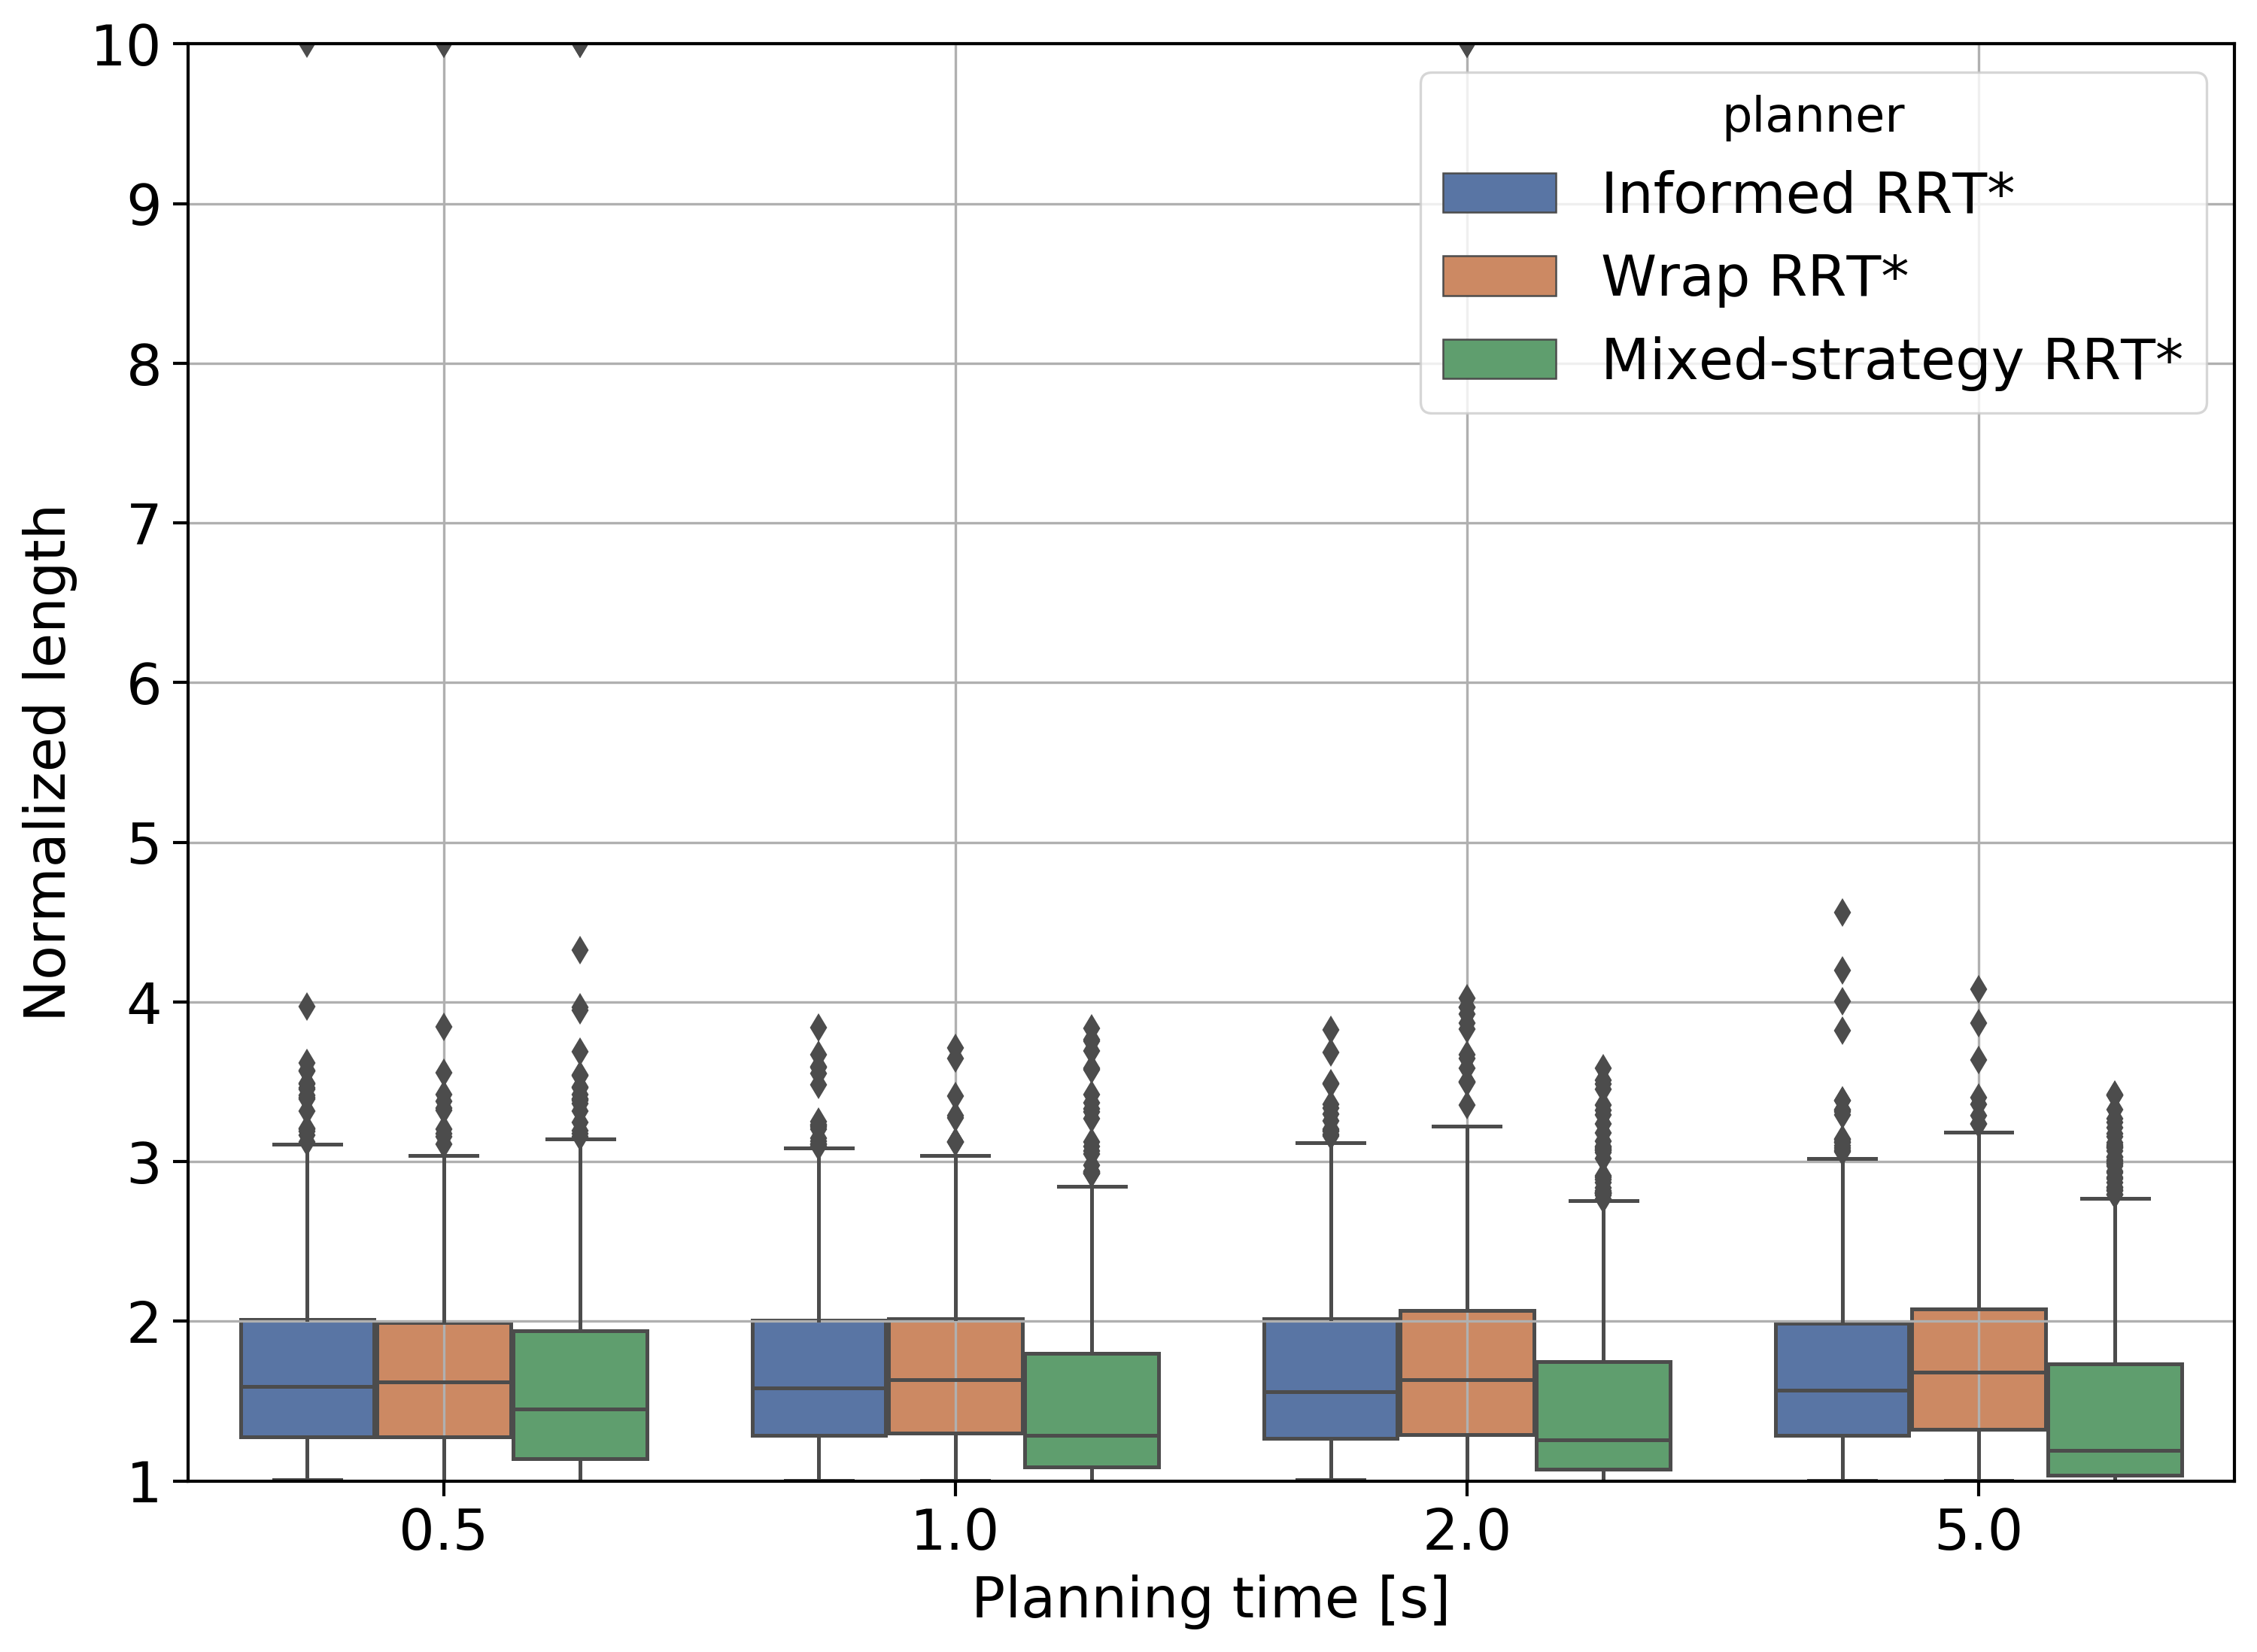 Normalized length
10
9
8
7
6
5
4
3
2
1
planner
Informed RRT*
Wrap RRT*
Mixed-strategy RRT*
0.5 1.0 2.0 5.0
Planning time [s]